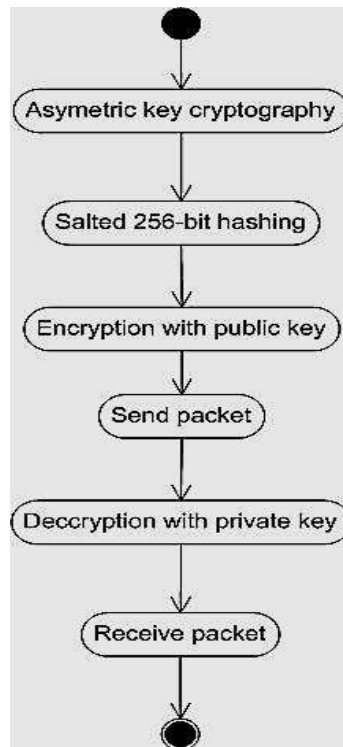 Asymetric key cryptography
Salted 256-bit hashing
Encryption with public key
Send packet
Deccryption with private key
Receive packet